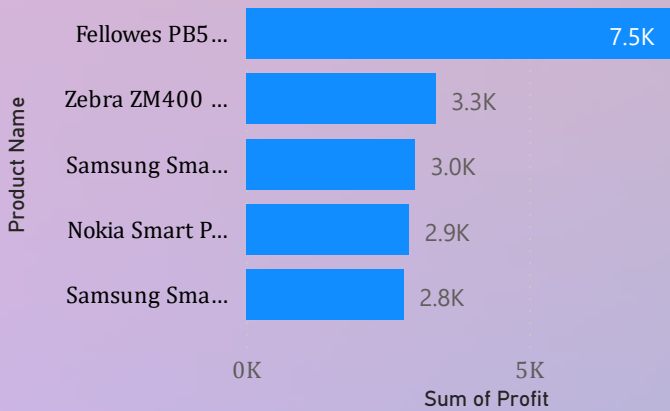 Product Name
Fellowes PB5...
7.5K
Zebra ZM400 ...
3.3K
Samsung Sma...
3.0K
Nokia Smart P...
2.9K
Samsung Sma...
2.8K
0K
5K
Sum of Profit